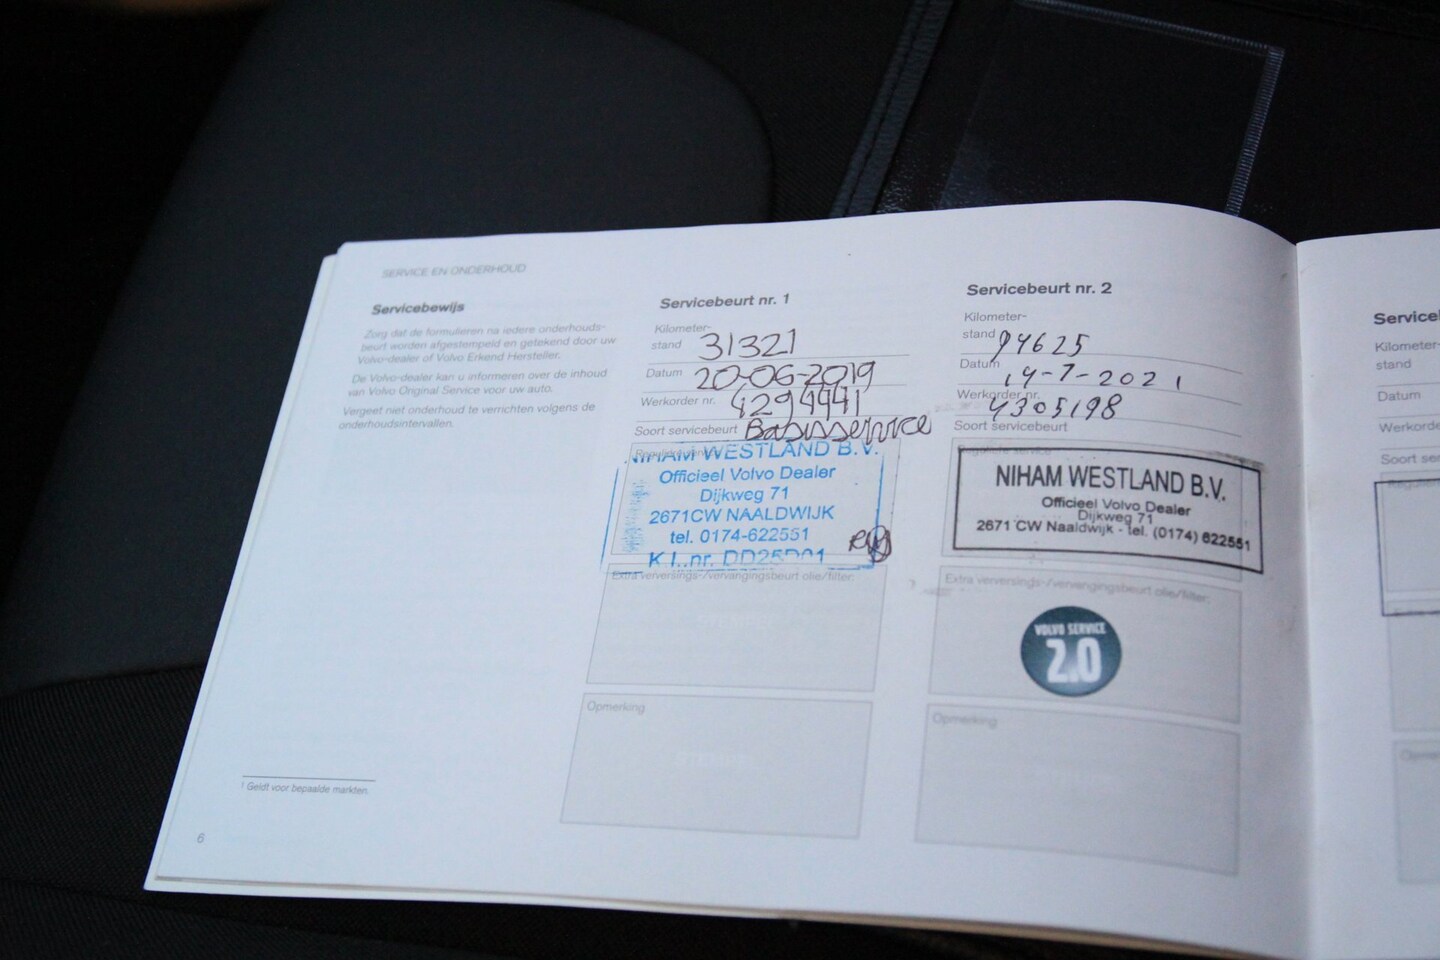 SERVICE EN ONDERHOUD
Servicebewijs
Zorg dat de formulieren na iedere onderhouds-
beurt worden afgestempeld en getekend door uw
Volvo-dealer of Volvo Erkend Hersteller.
De Volvo-dealer kan u informeren over de inhoud
van Volvo Original Service voor uw auto.
Vergeet niet onderhoud te verrichten volgens de
onderhoudsintervallen.
1 Geldt voor bepaalde markten.
6
Servicebeurt nr. 1
Kilometer-
stand 31321
Datum 20-06-2019
Werkorder nr. 4294441
Soort servicebeurt Basisservice
NIHAM WESTLAND B.V.
Officieel Volvo Dealer
Dijkweg 71
2671CW NAALDWIJK
tel. 0174-622551
K.I..nr. DD25D01
Extra verversings-/vervangingsbeurt olie/filter:
Opmerking
Servicebeurt nr. 2
Kilometer-
stand 94625
Datum 14-7-2021
Werkorder nr. 4305198
Soort servicebeurt
Reguliere service
NIHAM WESTLAND B.V.
Officieel Volvo Dealer
Dijkweg 71
2671 CW Naaldwijk - tel. (0174) 622551
Extra verversings-/vervangingsbeurt olie/filter:
VOLVO SERVICE
2.0
Opmerking
Kilometer-
stand
Datum